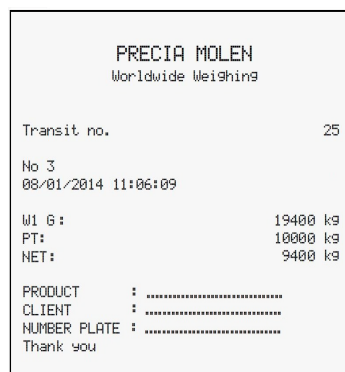 PRECIA MOLEN
Worldwide Weighing
Transit no. 25
No 3
08/01/2014 11:06:09
W1 G: 19400 kg
PT: 10000 kg
NET: 9400 kg
PRODUCT : ..............................
CLIENT : ..............................
NUMBER PLATE : ..............................
Thank you